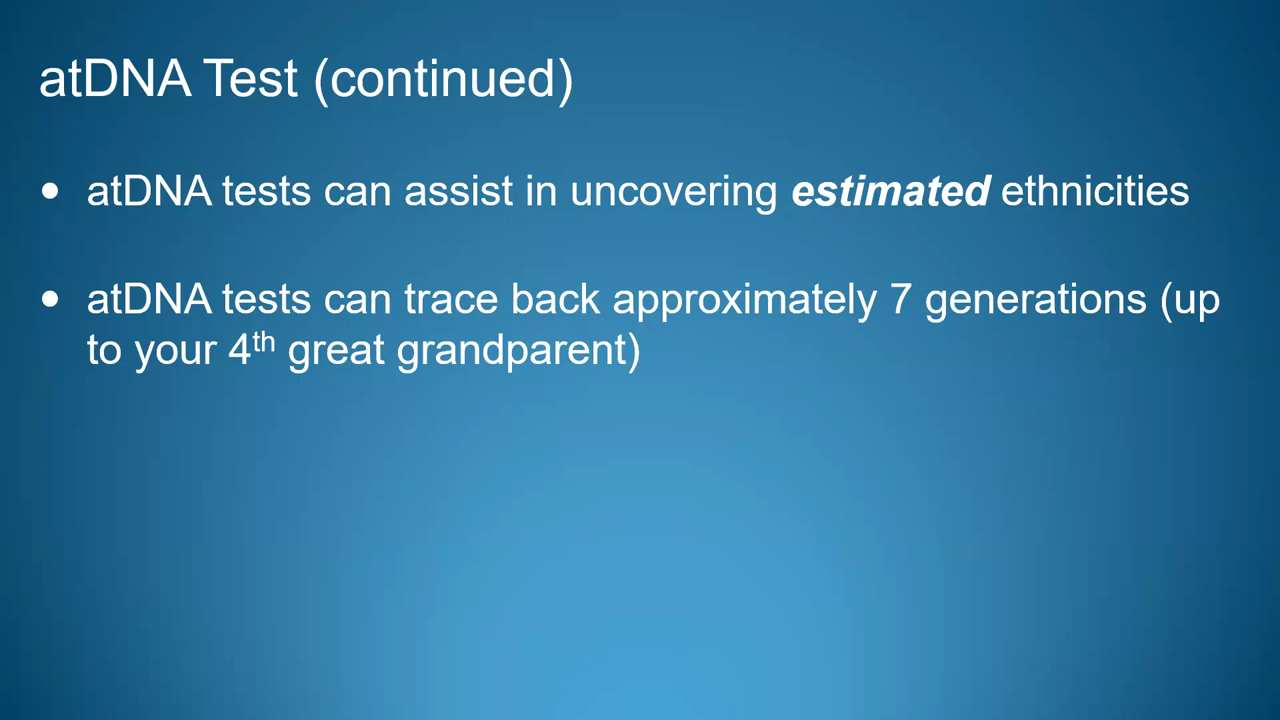 atDNA Test (continued)
• atDNA tests can assist in uncovering estimated ethnicities
• atDNA tests can trace back approximately 7 generations (up
to your 4th great grandparent)